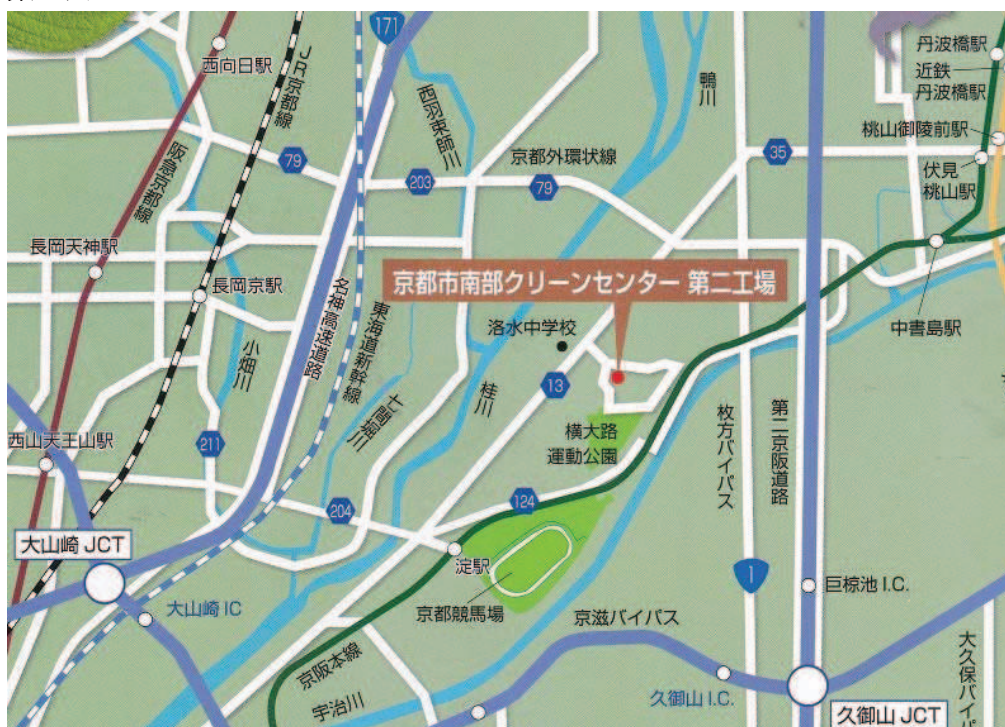 171
西向日駅
JR京都線
阪急京都線
西羽束師川
鴨川
丹波橋駅
近鉄
丹波橋駅
桃山御陵前駅
79
203
京都外環状線
79
35
伏見
桃山駅
長岡天神駅
長岡京駅
名神高速道路
東海道新幹線
京都市南部クリーンセンター 第二工場
中書島駅
小畑川
七間堀川
洛水中学校
桂川
13
横大路
運動公園
枚方バイパス
第二京阪道路
西山天王山駅
211
204
124
大山崎 JCT
淀駅
1
大山崎 IC
京都競馬場
京滋バイパス
巨椋池 I.C.
京阪本線
宇治川
久御山 I.C.
久御山 JCT